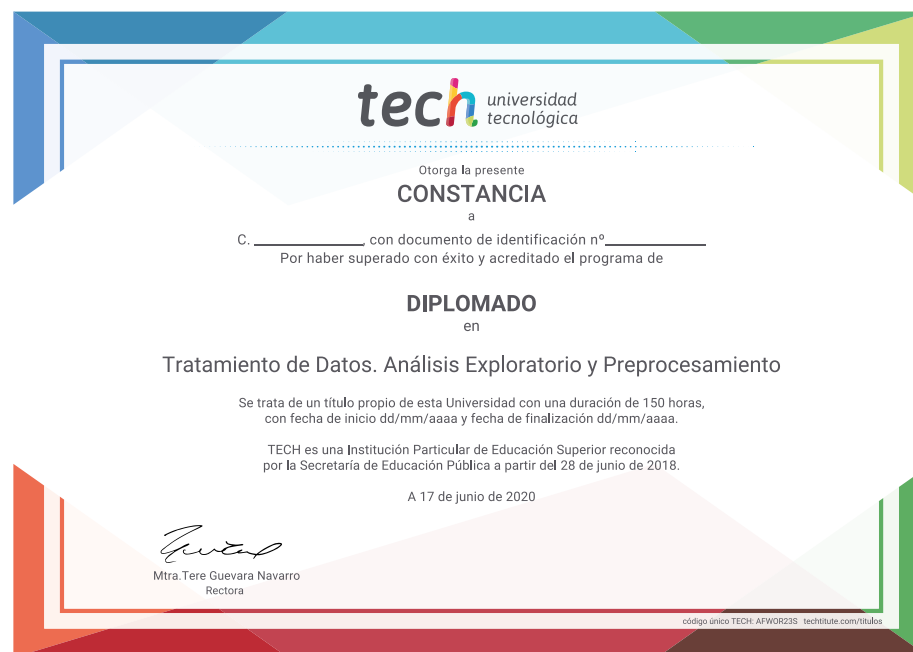 tech universidad
tecnológica
Otorga la presente
CONSTANCIA
a
C. ____________, con documento de identificación nº____________
Por haber superado con éxito y acreditado el programa de
DIPLOMADO
en
Tratamiento de Datos. Análisis Exploratorio y Preprocesamiento
Se trata de un título propio de esta Universidad con una duración de 150 horas,
con fecha de inicio dd/mm/aaaa y fecha de finalización dd/mm/aaaa.
TECH es una Institución Particular de Educación Superior reconocida
por la Secretaría de Educación Pública a partir del 28 de junio de 2018.
A 17 de junio de 2020
Mtra.Tere Guevara Navarro
Rectora
código único TECH: AFWOR23S techtitute.com/titulos